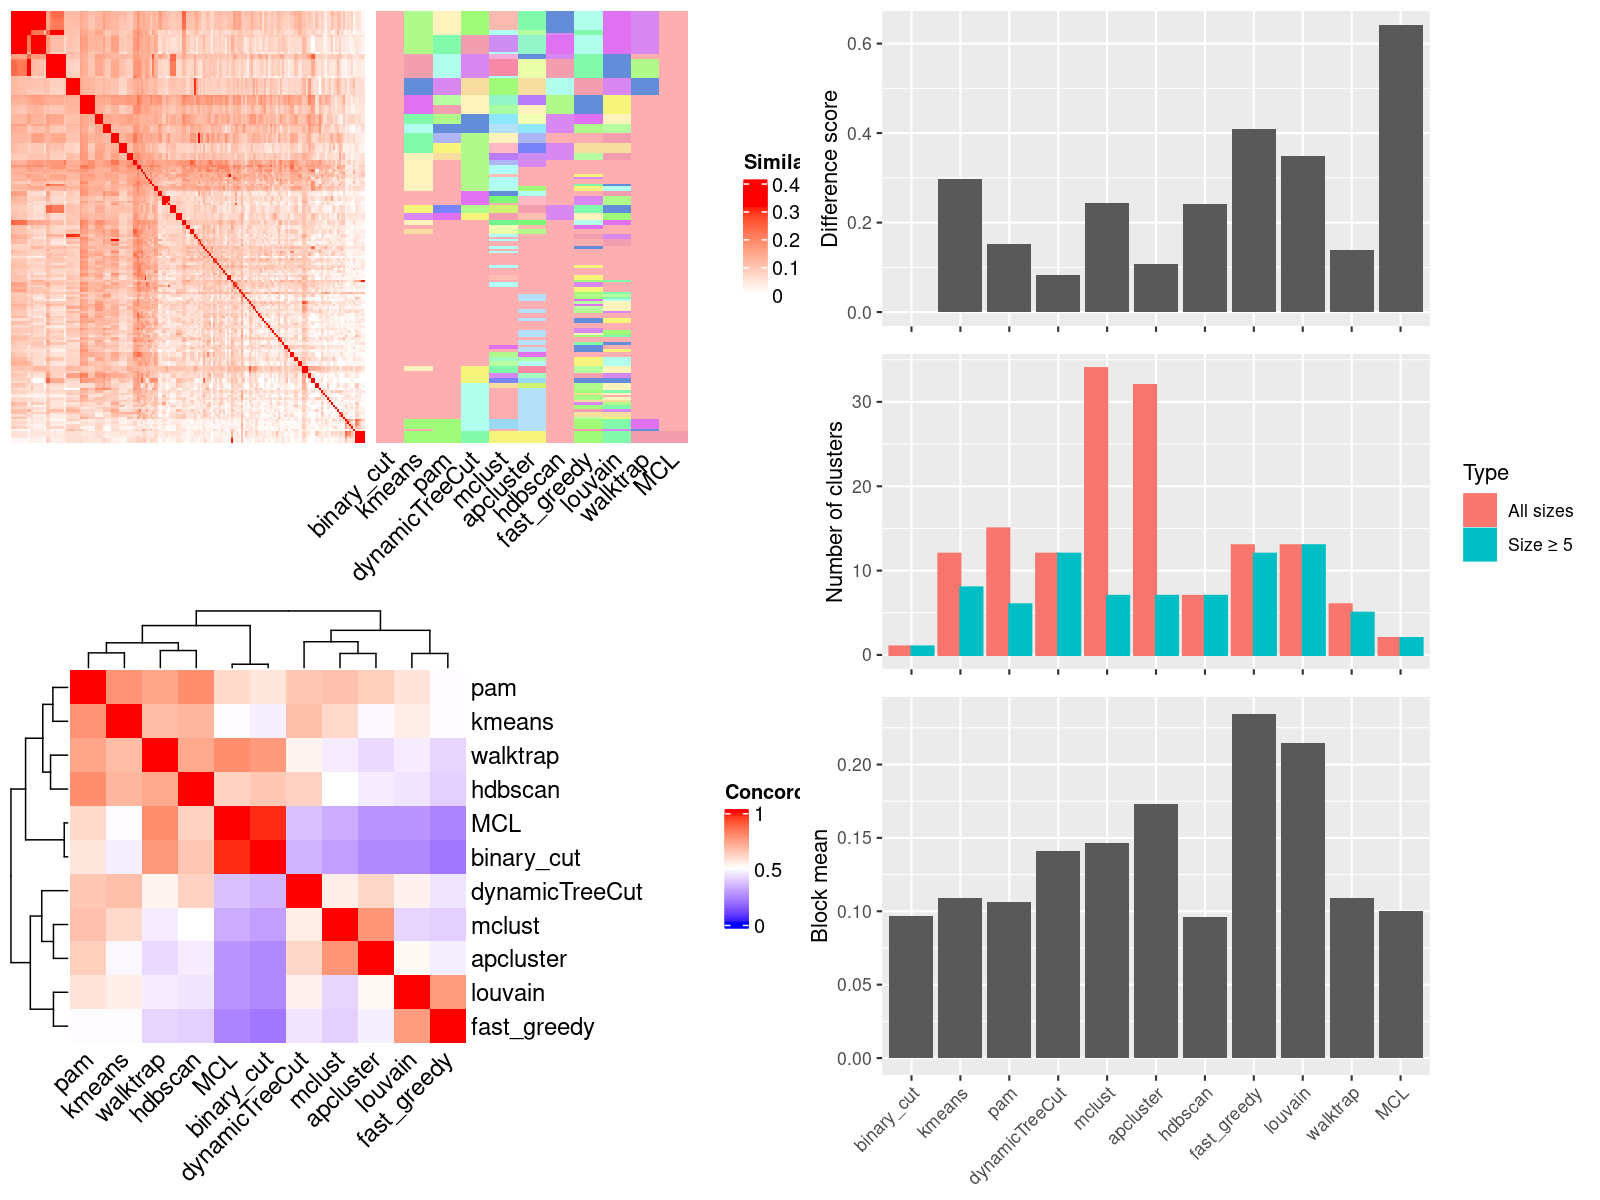 Simila
0.4
0.3
0.2
0.1
0
binary_cut
kmeans
pam
dynamicTreeCut
mclust
apcluster
hdbscan
fast_greedy
louvain
walktrap
MCL
pam
kmeans
walktrap
hdbscan
MCL
binary_cut
dynamicTreeCut
mclust
apcluster
louvain
fast_greedy
Concord
1
0.5
0
pam
kmeans
walktrap
hdbscan
MCL
binary_cut
dynamicTreeCut
mclust
apcluster
louvain
fast_greedy
Difference score
0.6
0.4
0.2
0.0
Number of clusters
30
20
10
0
Type
All sizes
Size ≥ 5
Block mean
0.20
0.15
0.10
0.05
0.00
binary_cut
kmeans
pam
dynamicTreeCut
mclust
apcluster
hdbscan
fast_greedy
louvain
walktrap
MCL